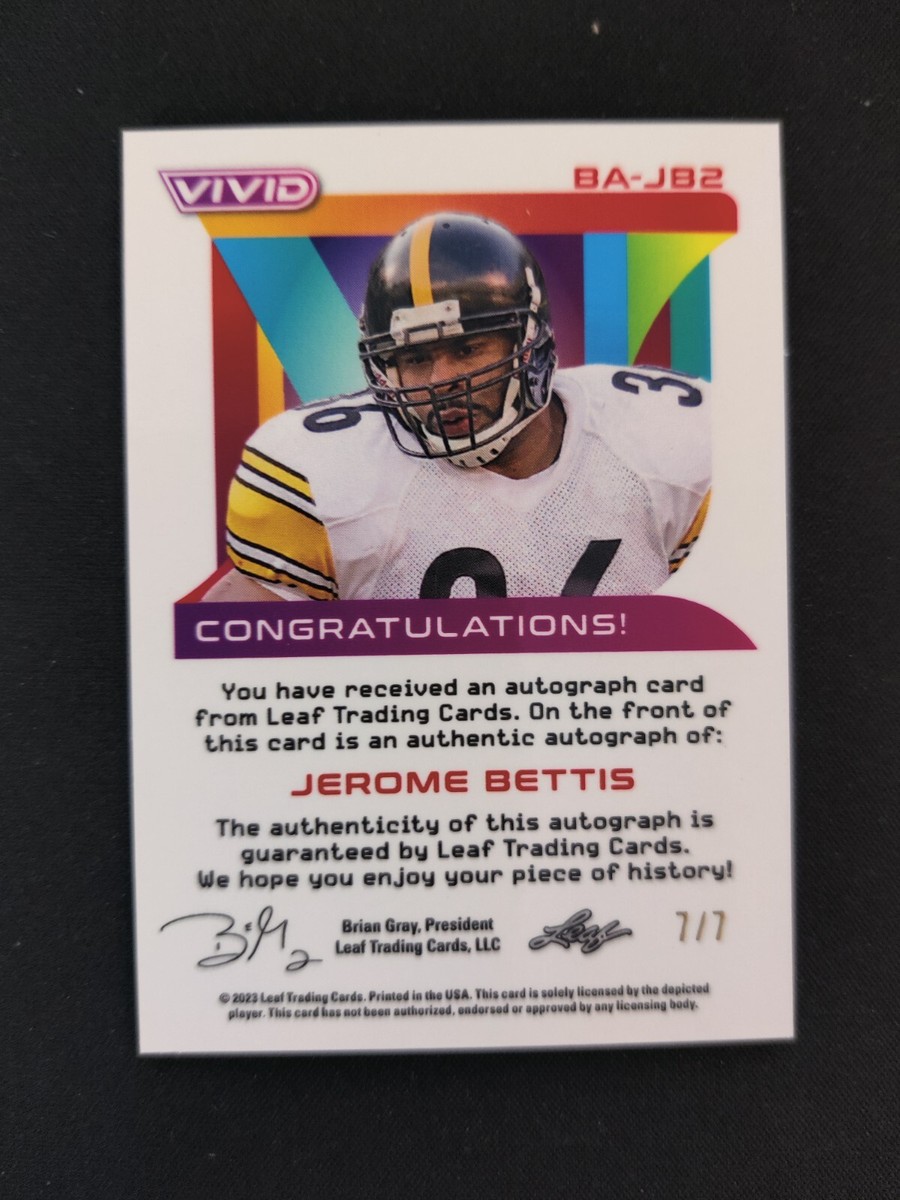 VIVID
BA-JB2
36
36
36
CONGRATULATIONS!
You have received an autograph card
from Leaf Trading Cards. On the front of
this card is an authentic autograph of:
JEROME BETTIS
The authenticity of this autograph is
guaranteed by Leaf Trading Cards.
We hope you enjoy your piece of history!
Brian Gray, President
Leaf Trading Cards, LLC
Leaf
7/7
© 2023 Leaf Trading Cards. Printed in the USA. This card is solely licensed by the depicted
player. This card has not been authorized, endorsed or approved by any licensing body.